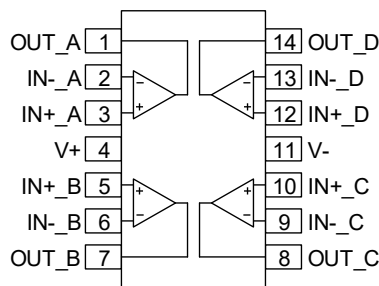 OUT_A 1 14 OUT_D
IN-_A 2 − − 13 IN-_D
IN+_A 3 + + 12 IN+_D
V+ 4 11 V-
IN+_B 5 + + 10 IN+_C
IN-_B 6 − − 9 IN-_C
OUT_B 7 8 OUT_C